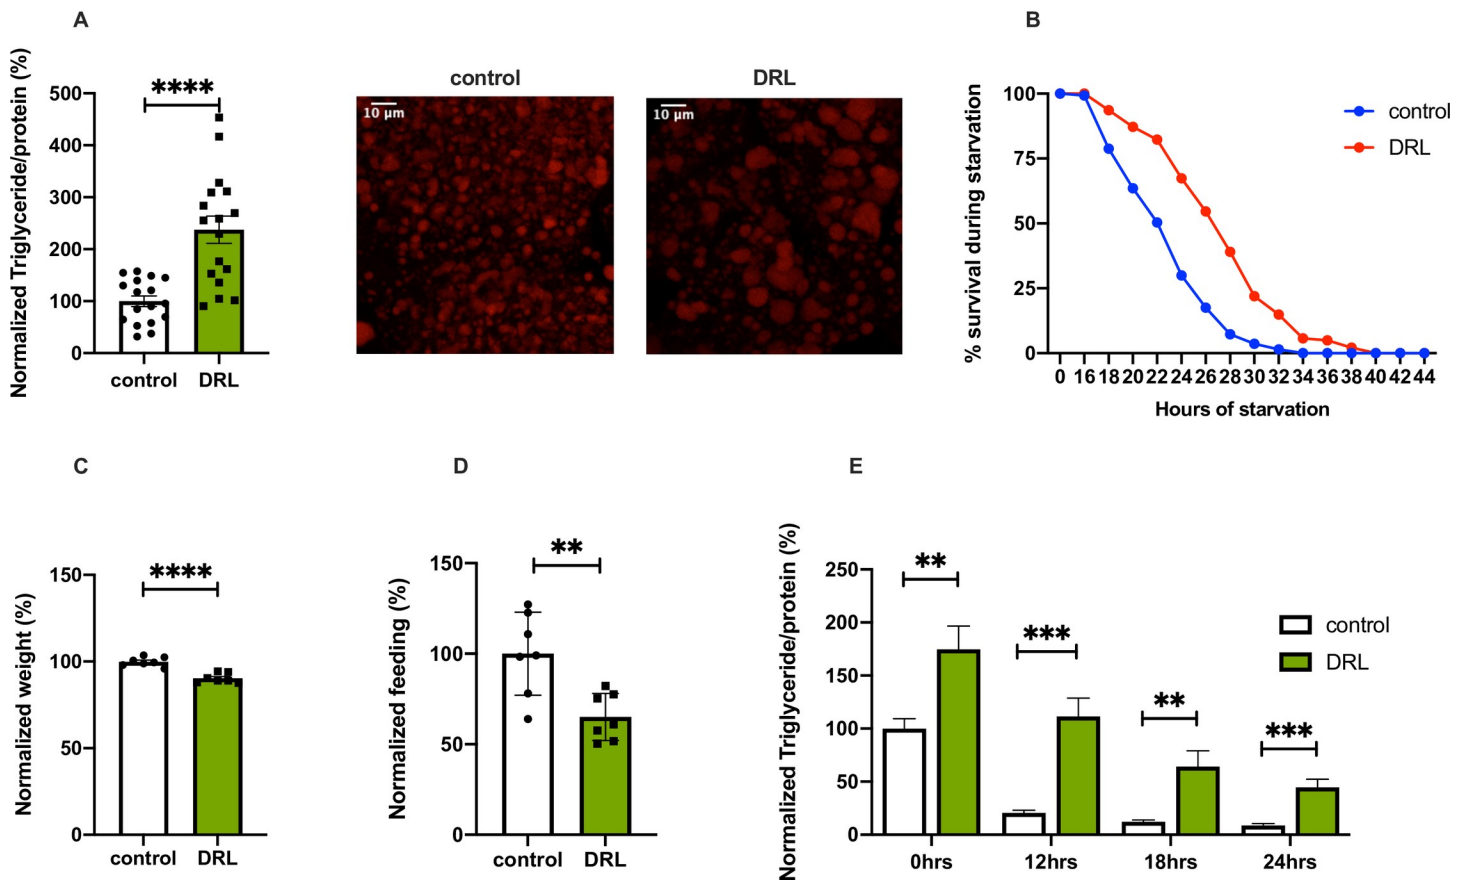 A
B
Normalized Triglyceride/protein (%)
500
400
300
200
100
0
****
control
DRL
control
10 µm
DRL
10 µm
% survival during starvation
100
75
50
25
0
0 16 18 20 22 24 26 28 30 32 34 36 38 40 42 44
Hours of starvation
control
DRL
C
D
E
Normalized weight (%)
150
100
50
0
****
control
DRL
Normalized feeding (%)
150
100
50
0
**
control
DRL
Normalized Triglyceride/protein (%)
250
200
150
100
50
0
**
***
**
***
0hrs
12hrs
18hrs
24hrs
control
DRL